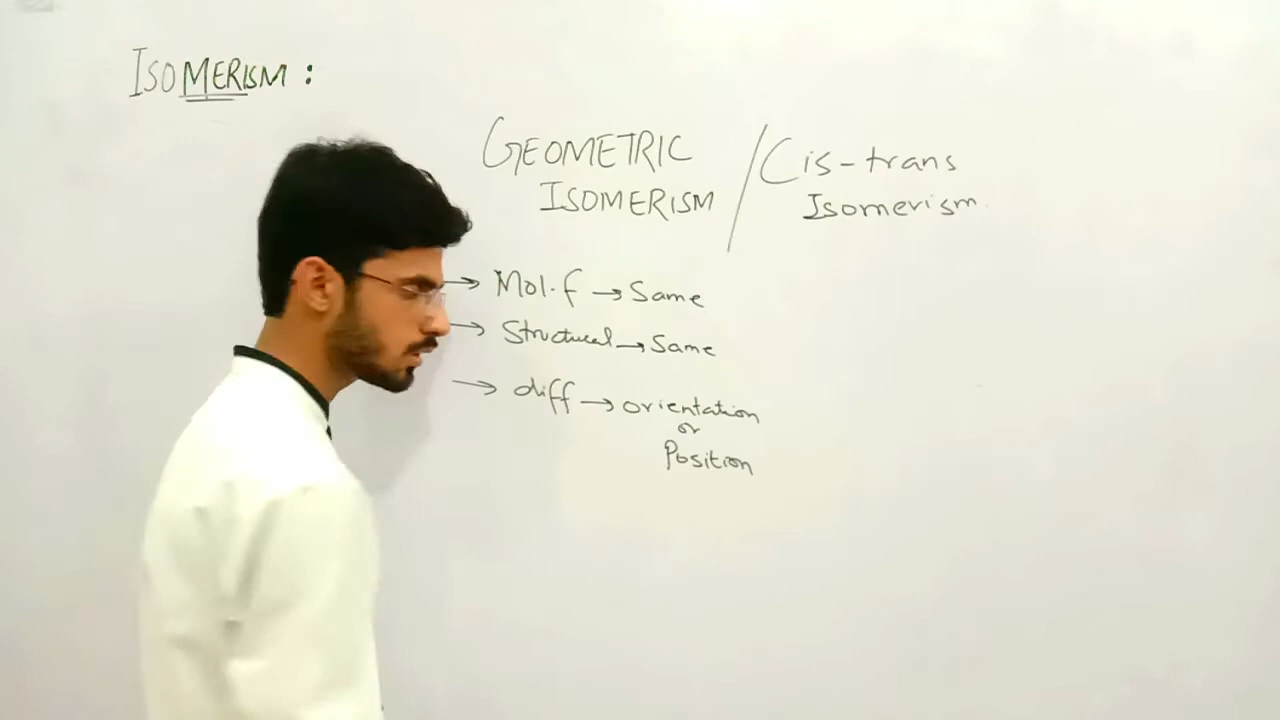 ISOMERISM :
GEOMETRIC / Cis-trans
ISOMERISM Isomerism
→ Mol.f → Same
→ Structural → Same
→ diff → orientation
or
Position